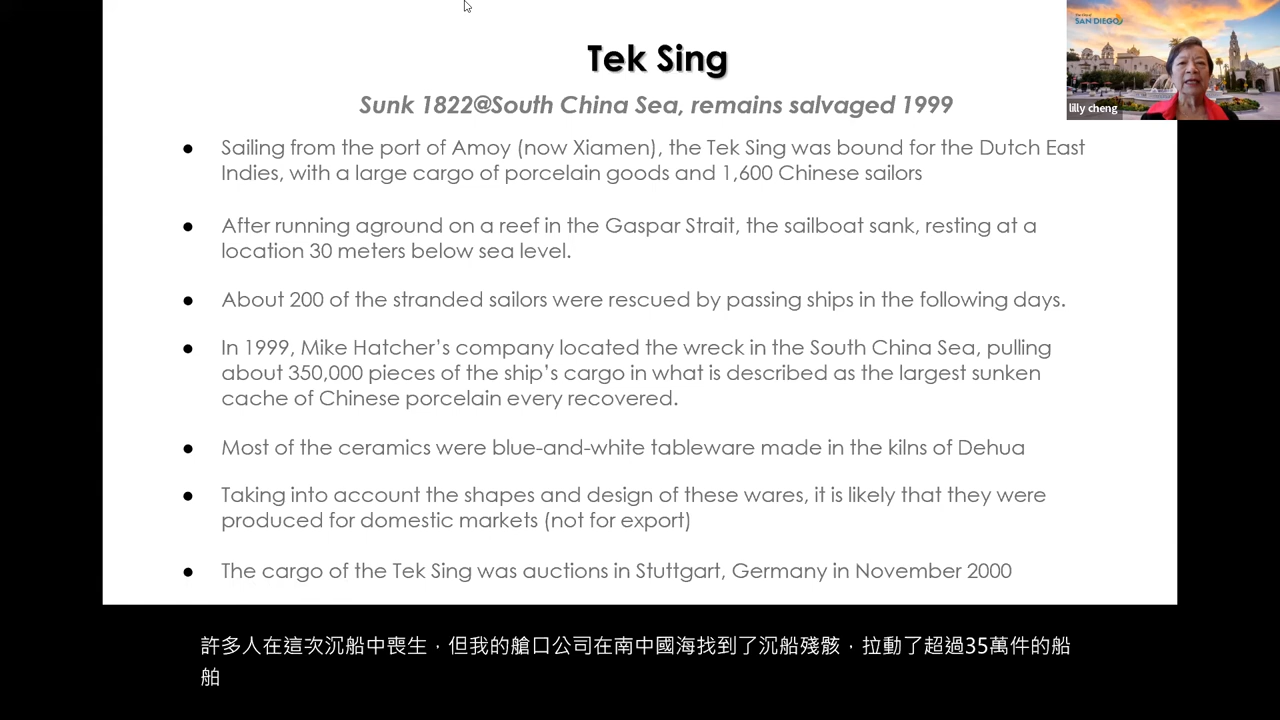 Tek Sing
Sunk 1822@South China Sea, remains salvaged 1999
SAN DIEGO
lilly cheng
● Sailing from the port of Amoy (now Xiamen), the Tek Sing was bound for the Dutch East
Indies, with a large cargo of porcelain goods and 1,600 Chinese sailors
● After running aground on a reef in the Gaspar Strait, the sailboat sank, resting at a
location 30 meters below sea level.
● About 200 of the stranded sailors were rescued by passing ships in the following days.
● In 1999, Mike Hatcher’s company located the wreck in the South China Sea, pulling
about 350,000 pieces of the ship’s cargo in what is described as the largest sunken
cache of Chinese porcelain every recovered.
● Most of the ceramics were blue-and-white tableware made in the kilns of Dehua
● Taking into account the shapes and design of these wares, it is likely that they were
produced for domestic markets (not for export)
● The cargo of the Tek Sing was auctions in Stuttgart, Germany in November 2000
許多人在這次沉船中喪生，但我的艙口公司在南中國海找到了沉船殘骸，拉動了超過35萬件的船
舶